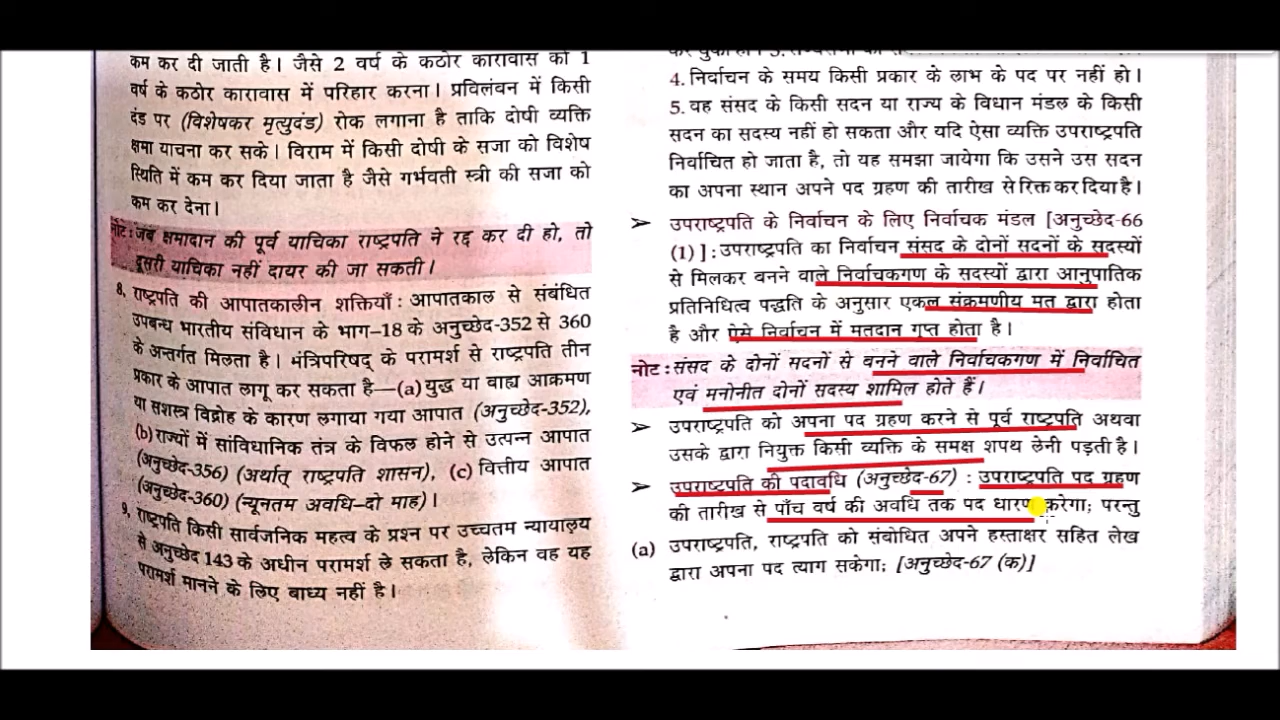 कम कर दी जाती है। जैसे 2 वर्ष के कठोर कारावास को 1
वर्ष के कठोर कारावास में परिहार करना। प्रविलंबन में किसी
दंड पर (विशेषकर मृत्युदंड) रोक लगाना है ताकि दोषी व्यक्ति
क्षमा याचना कर सके। विराम में किसी दोषी के सजा को विशेष
स्थिति में कम कर दिया जाता है जैसे गर्भवती स्त्री की सजा को
कम कर देना।
नोट : जब क्षमादान की पूर्व याचिका राष्ट्रपति ने रद्द कर दी हो, तो
दूसरी याचिका नहीं दायर की जा सकती।
8. राष्ट्रपति की आपातकालीन शक्तियाँ : आपातकाल से संबंधित
उपबन्ध भारतीय संविधान के भाग–18 के अनुच्छेद-352 से 360
के अन्तर्गत मिलता है। मंत्रिपरिषद् के परामर्श से राष्ट्रपति तीन
प्रकार के आपात लागू कर सकता है—(a) युद्ध या वाह्य आक्रमण
या सशस्त्र विद्रोह के कारण लगाया गया आपात (अनुच्छेद-352),
(b) राज्यों में सांविधानिक तंत्र के विफल होने से उत्पन्न आपात
(अनुच्छेद-356) (अर्थात् राष्ट्रपति शासन), (c) वित्तीय आपात
(अनुच्छेद-360) (न्यूनतम अवधि–दो माह)।
9. राष्ट्रपति किसी सार्वजनिक महत्व के प्रश्न पर उच्चतम न्यायालय
से अनुच्छेद 143 के अधीन परामर्श ले सकता है, लेकिन वह यह
परामर्श मानने के लिए बाध्य नहीं है।
4. निर्वाचन के समय किसी प्रकार के लाभ के पद पर नहीं हो।
5. वह संसद के किसी सदन या राज्य के विधान मंडल के किसी
सदन का सदस्य नहीं हो सकता और यदि ऐसा व्यक्ति उपराष्ट्रपति
निर्वाचित हो जाता है, तो यह समझा जायेगा कि उसने उस सदन
का अपना स्थान अपने पद ग्रहण की तारीख से रिक्त कर दिया है।
➢ उपराष्ट्रपति के निर्वाचन के लिए निर्वाचक मंडल [अनुच्छेद-66
(1) ] : उपराष्ट्रपति का निर्वाचन संसद के दोनों सदनों के सदस्यों
से मिलकर बनने वाले निर्वाचकगण के सदस्यों द्वारा आनुपातिक
प्रतिनिधित्व पद्धति के अनुसार एकल संक्रमणीय मत द्वारा होता
है और ऐसे निर्वाचन में मतदान गुप्त होता है।
नोट : संसद के दोनों सदनों से बनने वाले निर्वाचकगण में निर्वाचित
एवं मनोनीत दोनों सदस्य शामिल होते हैं।
➢ उपराष्ट्रपति को अपना पद ग्रहण करने से पूर्व राष्ट्रपति अथवा
उसके द्वारा नियुक्त किसी व्यक्ति के समक्ष शपथ लेनी पड़ती है।
➢ उपराष्ट्रपति की पदावधि (अनुच्छेद-67) : उपराष्ट्रपति पद ग्रहण
की तारीख से पाँच वर्ष की अवधि तक पद धारण करेगा; परन्तु
(a) उपराष्ट्रपति, राष्ट्रपति को संबोधित अपने हस्ताक्षर सहित लेख
द्वारा अपना पद त्याग सकेगा; [अनुच्छेद-67 (क)]